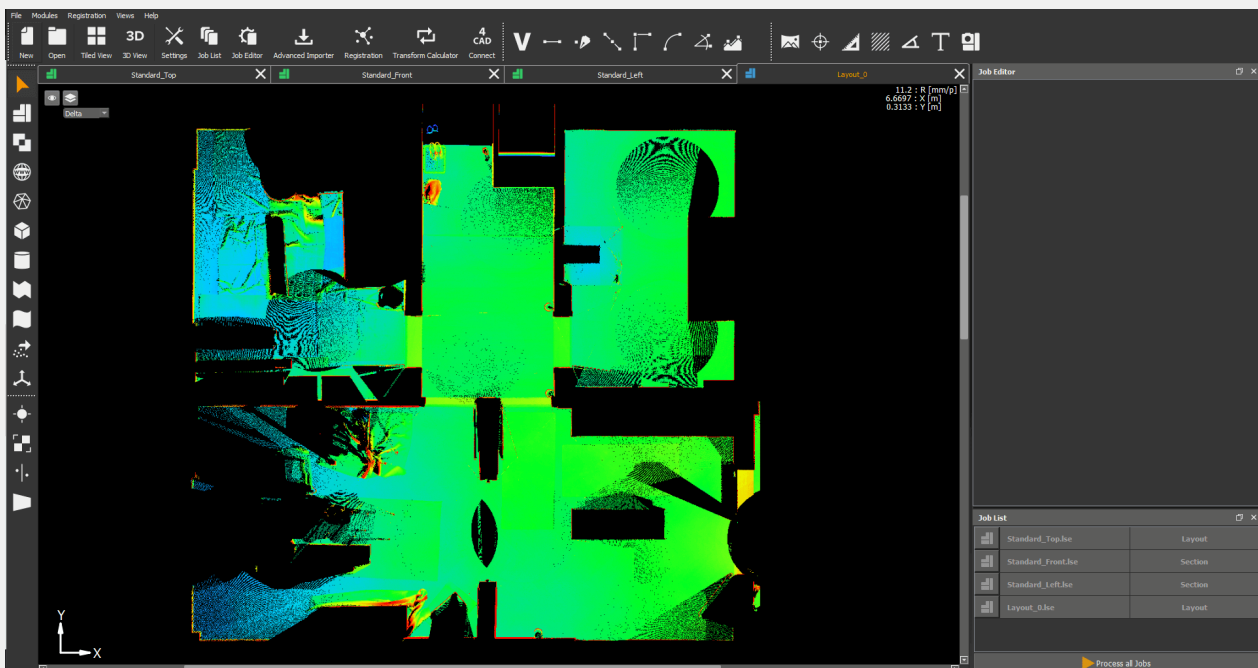 File Modules Registration Views Help
New Open Tiled View 3D 3D View Settings Job List Job Editor Advanced Importer Registration Transform Calculator 4 CAD Connect V T
Standard_Top Standard_Front Standard_Left Layout_0 Job Editor
Delta
11.2 : R [mm/p]
6.6697 : X [m]
0.3133 : Y [m]
WWW
Y
X
Job List
Standard_Top.lse Layout
Standard_Front.lse Section
Standard_Left.lse Section
Layout_0.lse Layout
Process all Jobs